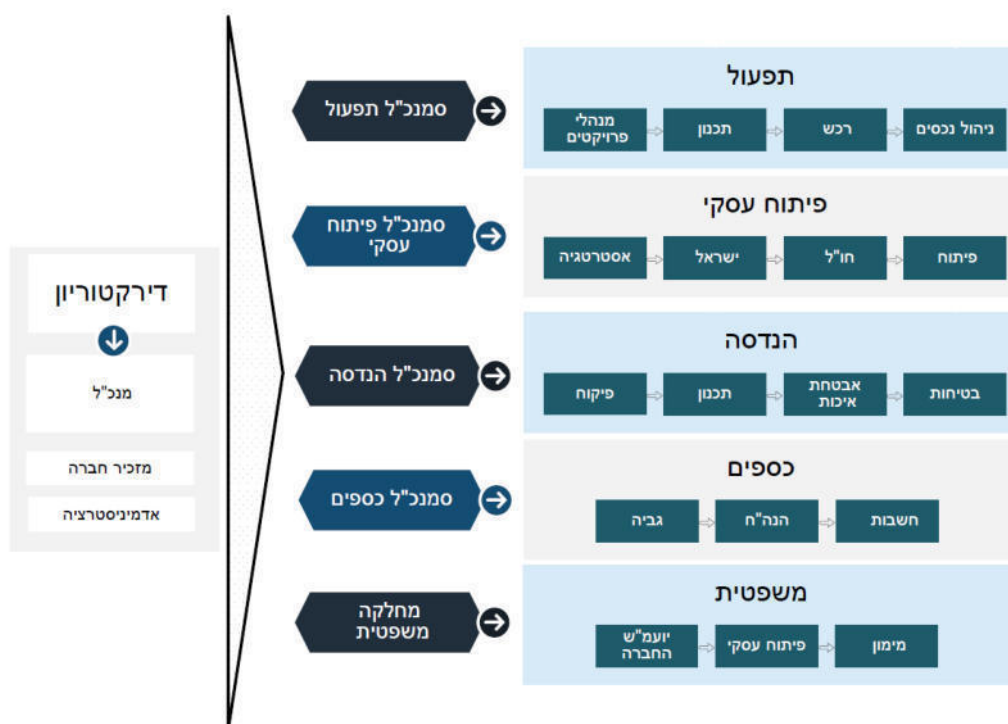 דירקטוריון
מנכ"ל
מזכיר חברה
אדמיניסטרציה
סמנכ"ל תפעול
תפעול
מנהלי
פרויקטים
תכנון
רכש
ניהול נכסים
סמנכ"ל פיתוח
עסקי
פיתוח עסקי
אסטרטגיה
ישראל
חו"ל
פיתוח
סמנכ"ל הנדסה
הנדסה
פיקוח
תכנון
אבטחת
איכות
בטיחות
סמנכ"ל כספים
כספים
גביה
הנה"ח
חשבות
מחלקה
משפטית
משפטית
יועמ"ש
החברה
פיתוח עסקי
מימון